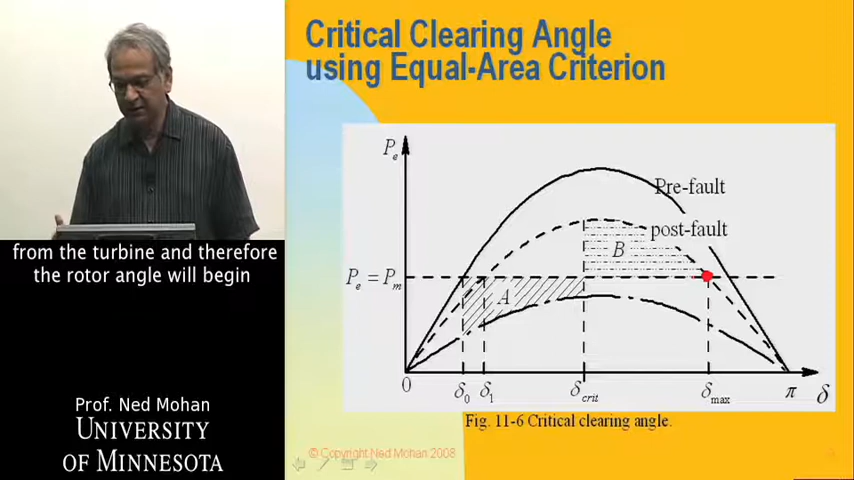 Critical Clearing Angle
using Equal-Area Criterion
Pe
Pre-fault
post-fault
B
Pe = Pm
A
0
δ0
δ1
δcrit
δmax
π
δ
Fig. 11-6 Critical clearing angle.
© Copyright Ned Mohan 2008
from the turbine and therefore
the rotor angle will begin
Prof. Ned Mohan
UNIVERSITY
OF MINNESOTA